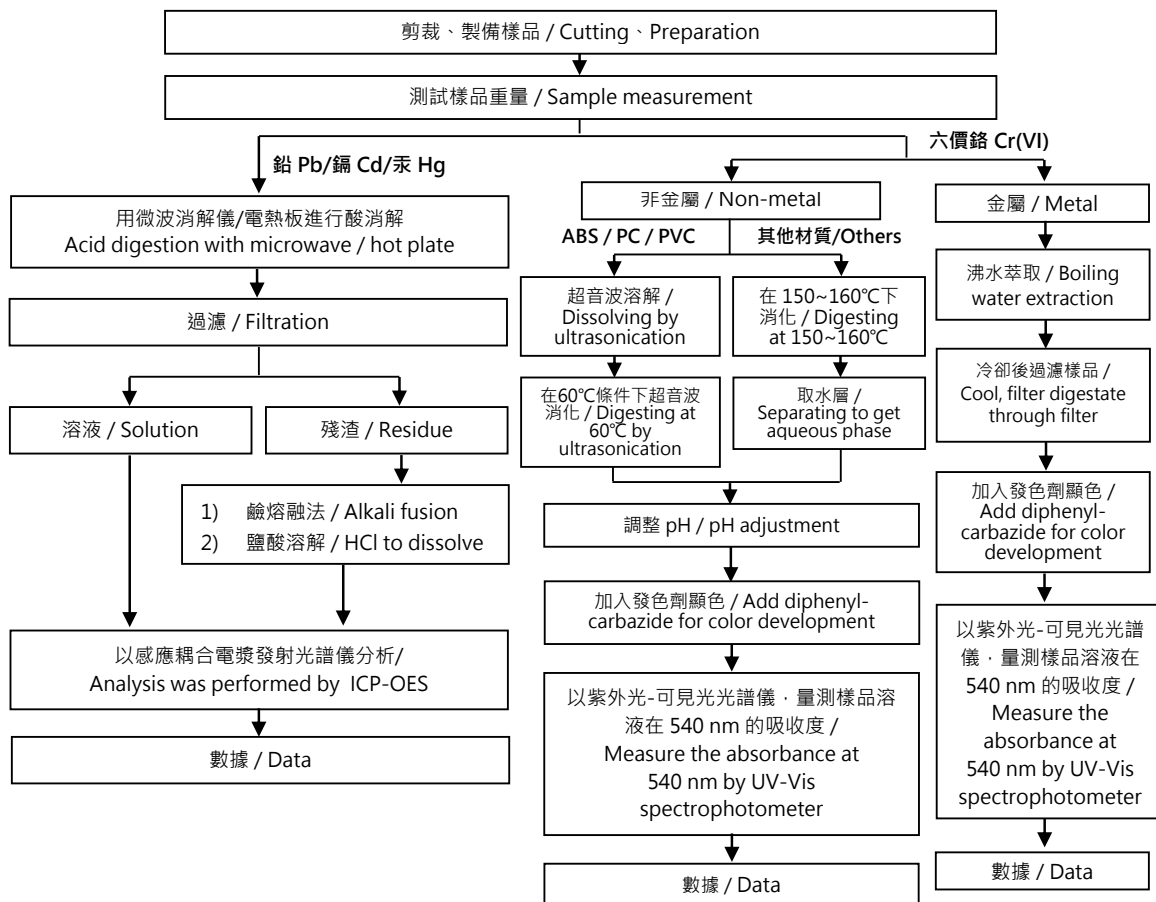 剪裁、製備樣品 / Cutting、Preparation
測試樣品重量 / Sample measurement
鉛 Pb/鎘 Cd/汞 Hg
用微波消解儀/電熱板進行酸消解
Acid digestion with microwave / hot plate
過濾 / Filtration
溶液 / Solution
殘渣 / Residue
1) 鹼熔融法 / Alkali fusion
2) 鹽酸溶解 / HCl to dissolve
以感應耦合電漿發射光譜儀分析/
Analysis was performed by ICP-OES
數據 / Data
六價鉻 Cr(VI)
非金屬 / Non-metal
ABS / PC / PVC
超音波溶解 /
Dissolving by
ultrasonication
在60℃條件下超音波
消化 / Digesting at
60℃ by
ultrasonication
其他材質/Others
在 150~160℃下
消化 / Digesting
at 150~160℃
取水層 /
Separating to get
aqueous phase
調整 pH / pH adjustment
加入發色劑顯色 / Add diphenyl-
carbazide for color development
以紫外光-可見光光譜儀，量測樣品溶
液在 540 nm 的吸收度 /
Measure the absorbance at
540 nm by UV-Vis
spectrophotometer
數據 / Data
金屬 / Metal
沸水萃取 / Boiling
water extraction
冷卻後過濾樣品 /
Cool, filter digestate
through filter
加入發色劑顯色 /
Add diphenyl-
carbazide for color
development
以紫外光-可見光光譜
儀，量測樣品溶液在
540 nm 的吸收度 /
Measure the
absorbance at
540 nm by UV-Vis
spectrophotometer
數據 / Data